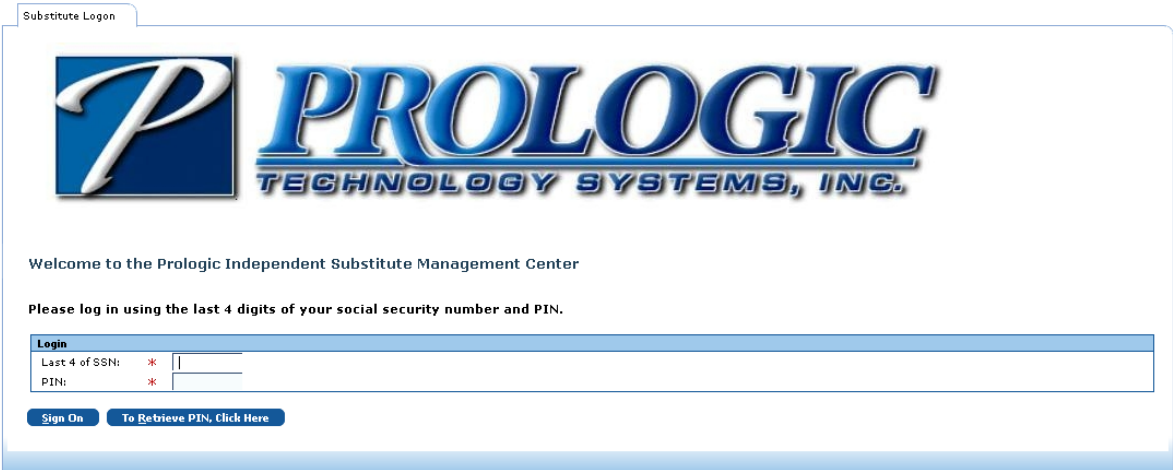 Substitute Logon
P PROLOGIC
TECHNOLOGY SYSTEMS, INC.
Welcome to the Prologic Independent Substitute Management Center
Please log in using the last 4 digits of your social security number and PIN.
Login
Last 4 of SSN: *
PIN: *
Sign On To Retrieve PIN, Click Here